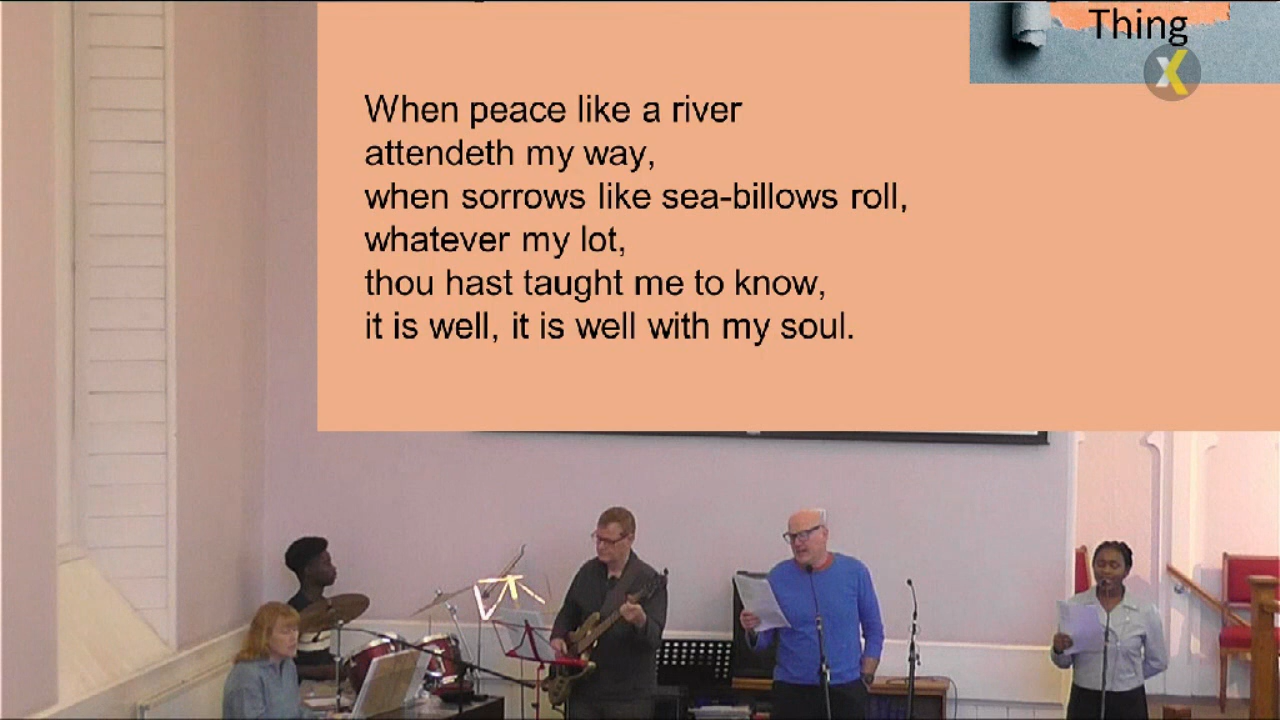 Thing
When peace like a river
attendeth my way,
when sorrows like sea-billows roll,
whatever my lot,
thou hast taught me to know,
it is well, it is well with my soul.